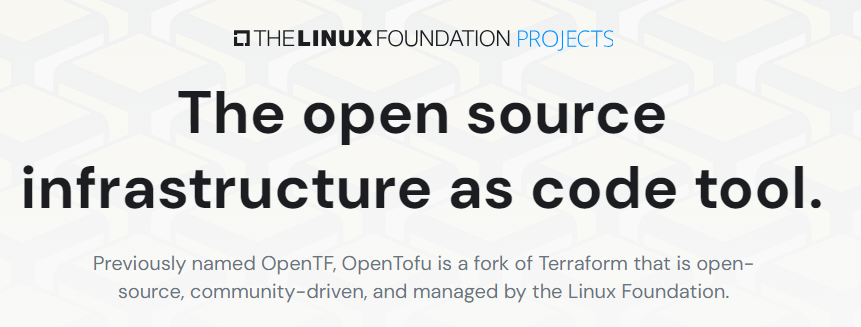 THE LINUX FOUNDATION PROJECTS
The open source
infrastructure as code tool.
Previously named OpenTF, OpenTofu is a fork of Terraform that is open-
source, community-driven, and managed by the Linux Foundation.